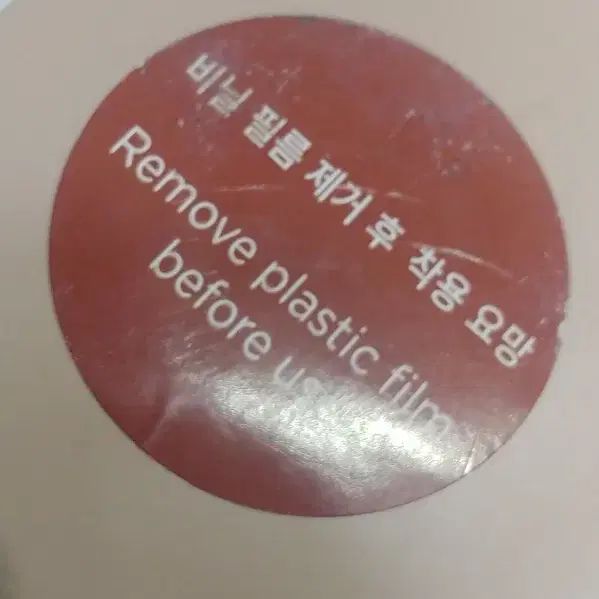 비닐 필름 제거 후 착용 요망
Remove plastic film
before